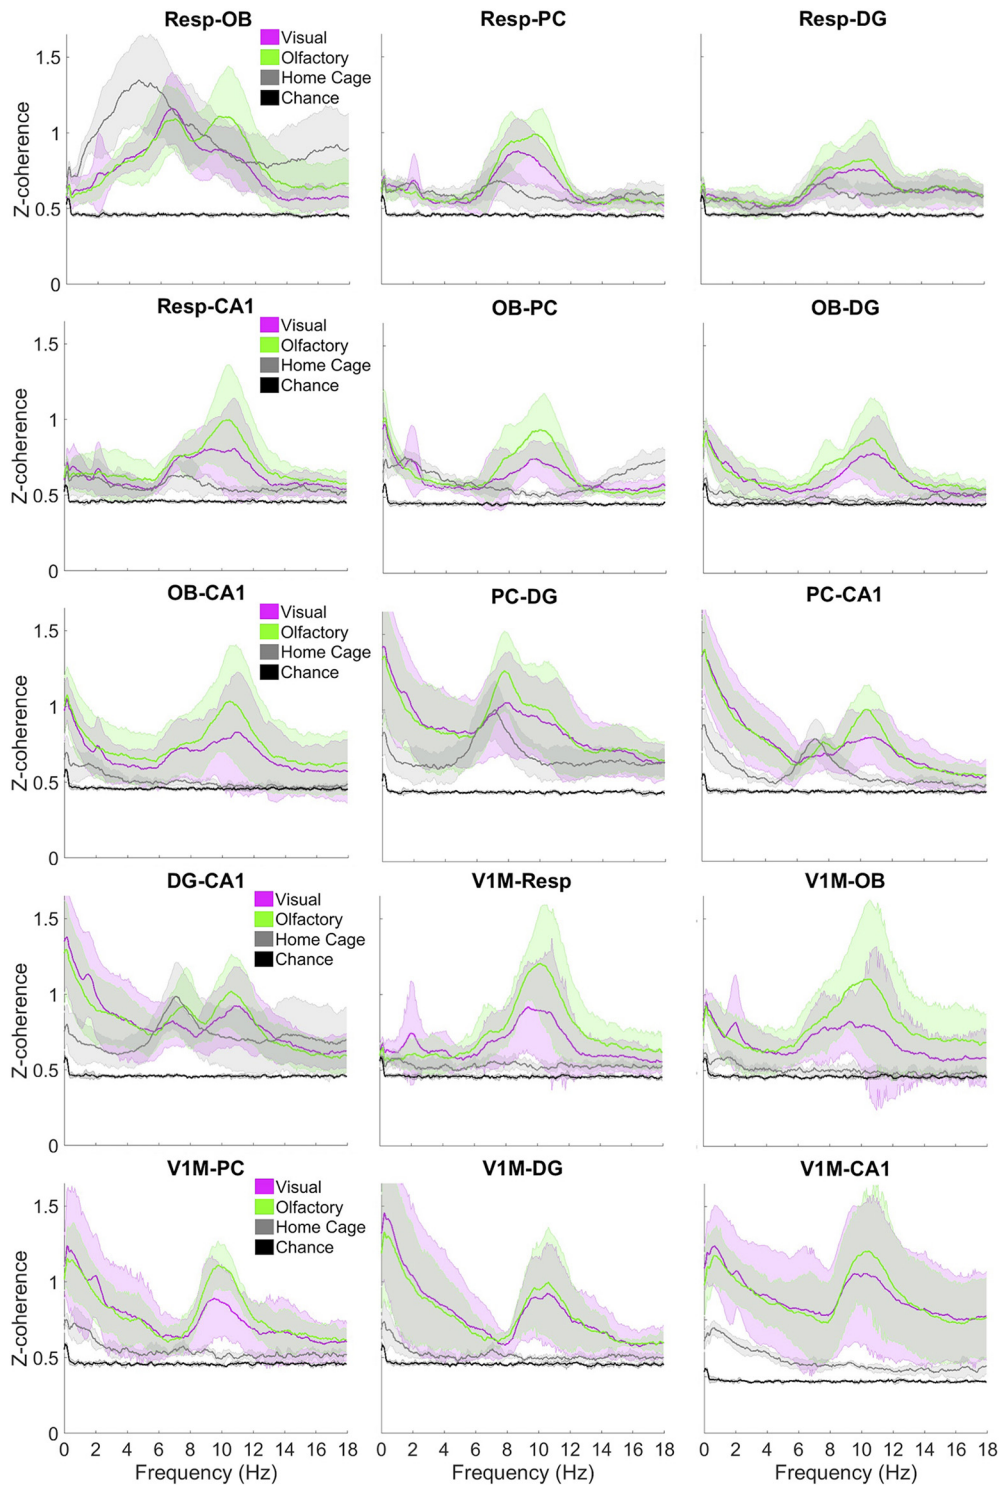 Resp-OB
Resp-PC
Resp-DG
Visual
Olfactory
Home Cage
Chance
Z-coherence
1.5
1
0.5
0
Resp-CA1
OB-PC
OB-DG
Visual
Olfactory
Home Cage
Chance
Z-coherence
1.5
1
0.5
0
OB-CA1
PC-DG
PC-CA1
Visual
Olfactory
Home Cage
Chance
Z-coherence
1.5
1
0.5
0
DG-CA1
V1M-Resp
V1M-OB
Visual
Olfactory
Home Cage
Chance
Z-coherence
1.5
1
0.5
0
V1M-PC
V1M-DG
V1M-CA1
Visual
Olfactory
Home Cage
Chance
Z-coherence
1.5
1
0.5
0
0 2 4 6 8 10 12 14 16 18
0 2 4 6 8 10 12 14 16 18
0 2 4 6 8 10 12 14 16 18
Frequency (Hz)
Frequency (Hz)
Frequency (Hz)